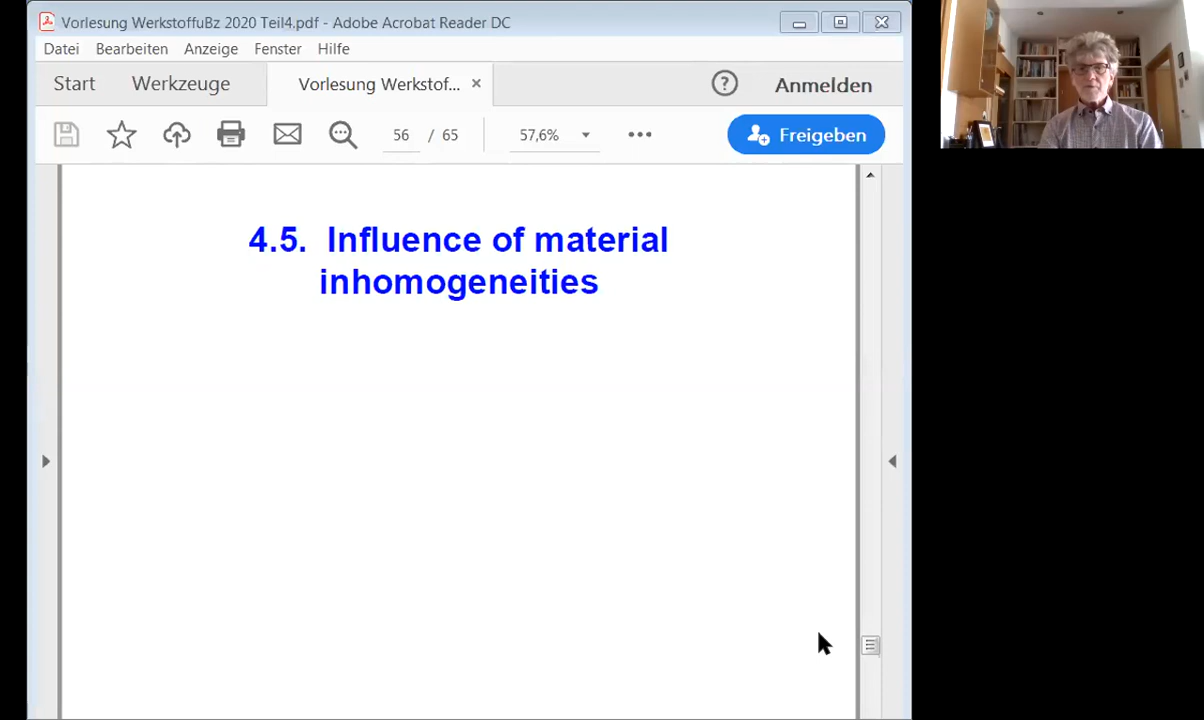 Vorlesung WerkstoffuBz 2020 Teil4.pdf - Adobe Acrobat Reader DC
Datei Bearbeiten Anzeige Fenster Hilfe
Start Werkzeuge Vorlesung Werkstof... × ? Anmelden
56 / 65 57,6% Freigeben
4.5. Influence of material
inhomogeneities